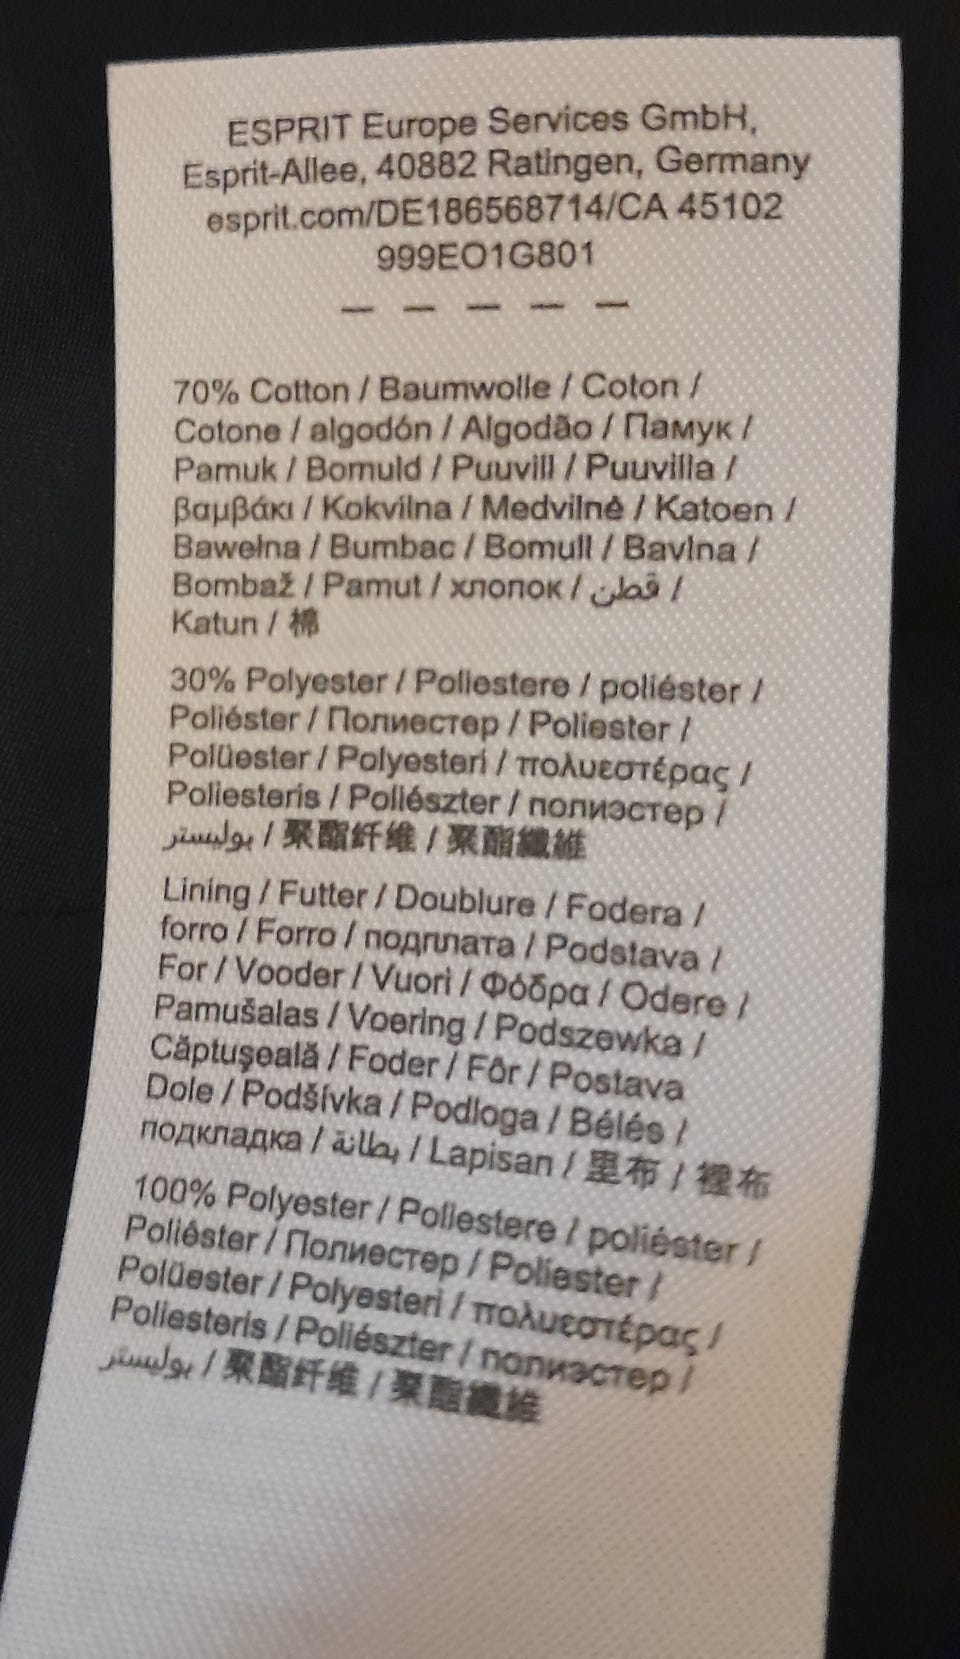 ESPRIT Europe Services GmbH,
Esprit-Allee, 40882 Ratingen, Germany
esprit.com/DE186568714/CA 45102
999EO1G801
— — — — —
70% Cotton / Baumwolle / Coton /
Cotone / algodón / Algodão / Памук /
Pamuk / Bomuld / Puuvill / Puuvilla /
βαμβάκι / Kokvilna / Medvilnė / Katoen /
Bawełna / Bumbac / Bomull / Bavlna /
Bombaž / Pamut / хлопок / قطن /
Katun / 棉
30% Polyester / Poliestere / poliéster /
Poliéster / Полиестер / Poliester /
Polüester / Polyesteri / πολυεστέρας /
Poliesteris / Poliészter / полиэстер /
بوليستر / 聚酯纤维 / 聚酯纖維
Lining / Futter / Doublure / Fodera /
forro / Forro / подплата / Podstava /
For / Vooder / Vuori / Φόδρα / Odere /
Pamušalas / Voering / Podszewka /
Căptuşeală / Foder / Fôr / Postava
Dole / Podšívka / Podloga / Bélés /
подкладка / بطانة / Lapisan / 里布 / 裡布
100% Polyester / Poliestere / poliéster /
Poliéster / Полиестер / Poliester /
Polüester / Polyesteri / πολυεστέρας /
Poliesteris / Poliészter / полиэстер /
بوليستر / 聚酯纤维 / 聚酯纖維